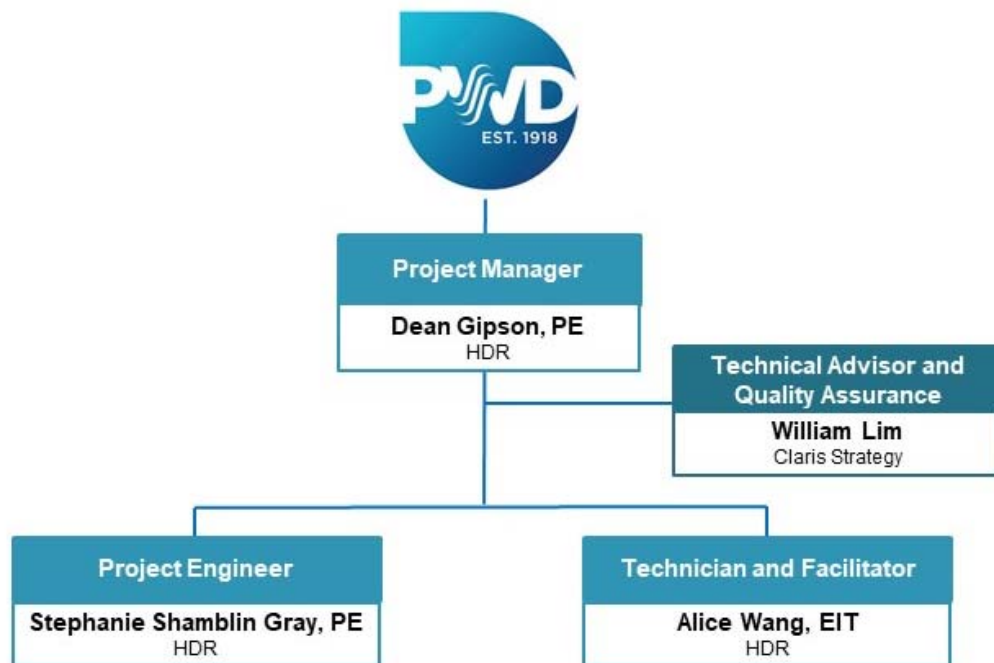 PWD
EST. 1918
Project Manager
Dean Gipson, PE
HDR
Technical Advisor and
Quality Assurance
William Lim
Claris Strategy
Project Engineer
Stephanie Shamblin Gray, PE
HDR
Technician and Facilitator
Alice Wang, EIT
HDR